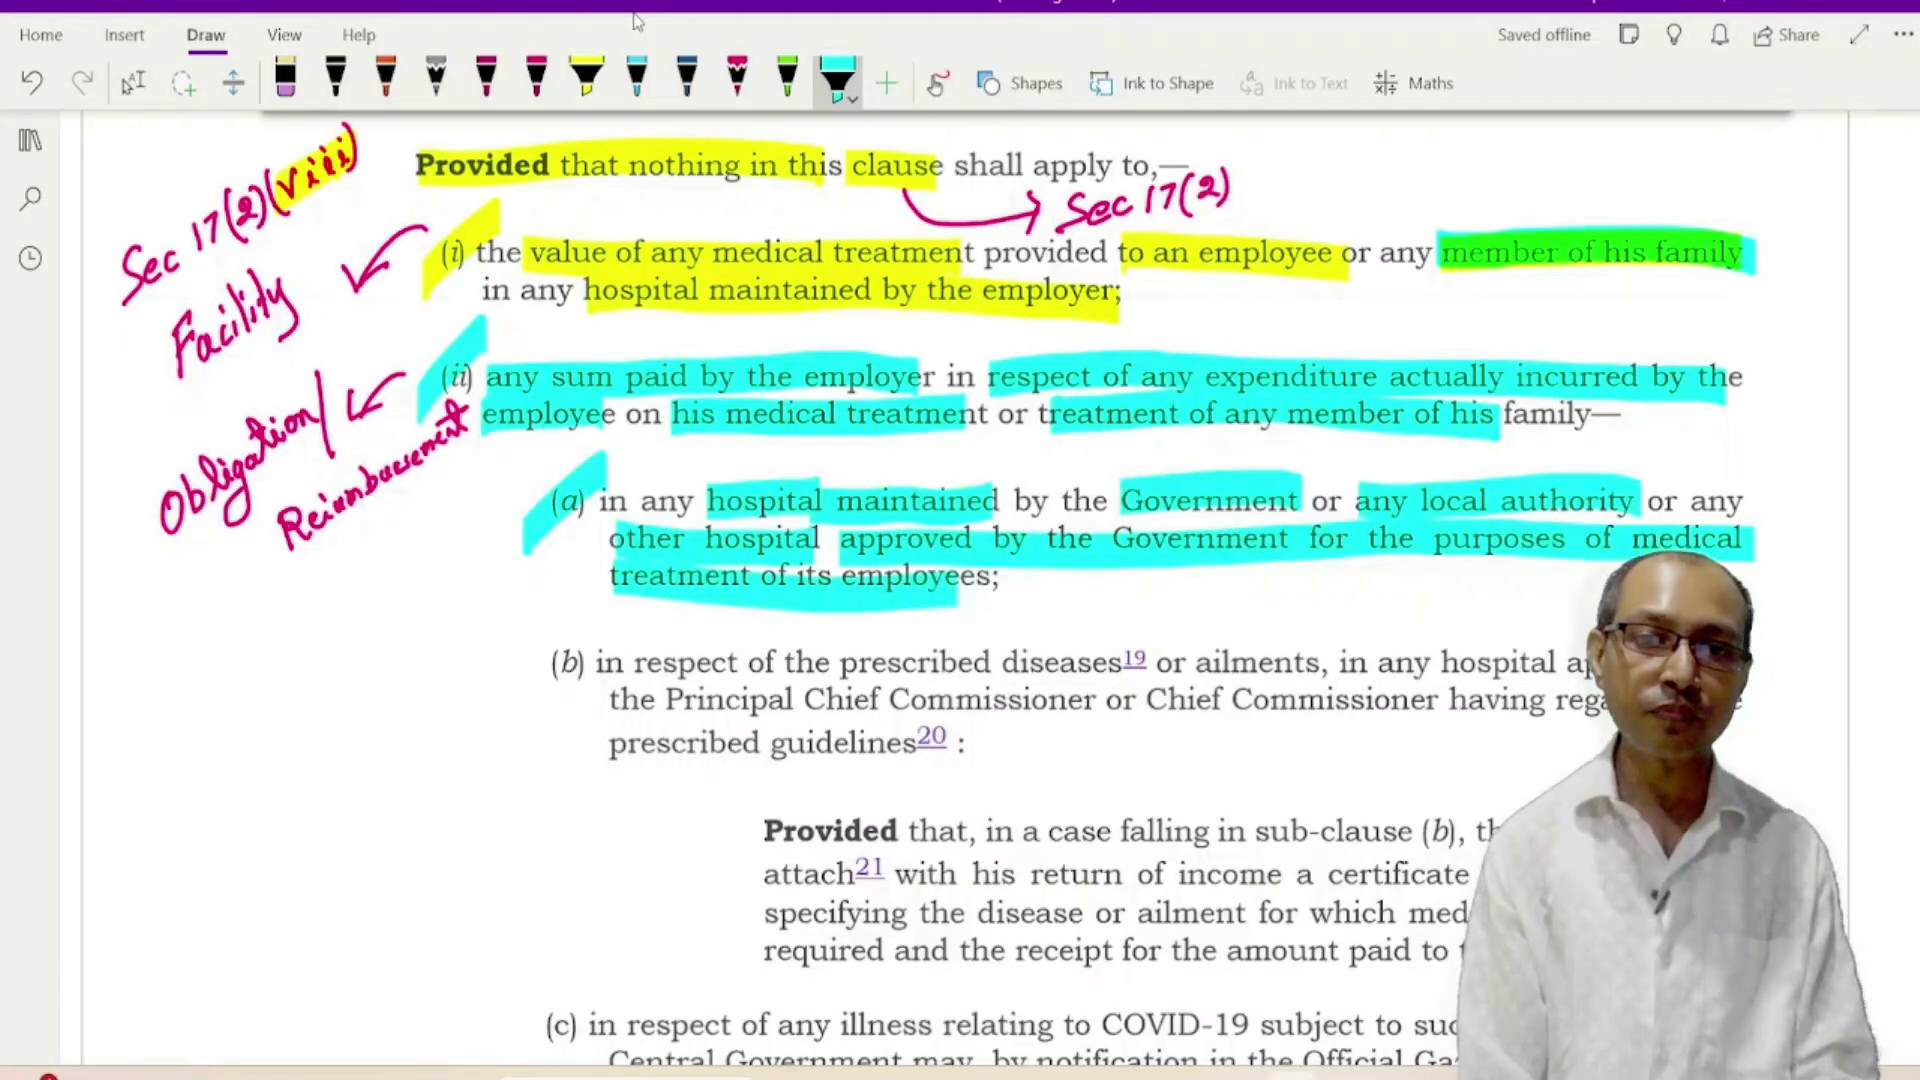 Home Insert Draw View Help Saved offline Share
Shapes Ink to Shape Ink to Text Maths
Sec 17(2)(viii)
Provided that nothing in this clause shall apply to,—
Sec 17(2)
(i) the value of any medical treatment provided to an employee or any member of his family
in any hospital maintained by the employer;
Facility
(ii) any sum paid by the employer in respect of any expenditure actually incurred by the
employee on his medical treatment or treatment of any member of his family—
Obligation/
Reimbursement
(a) in any hospital maintained by the Government or any local authority or any
other hospital approved by the Government for the purposes of medical
treatment of its employees;
(b) in respect of the prescribed diseases19 or ailments, in any hospital
the Principal Chief Commissioner or Chief Commissioner having
prescribed guidelines20 :
Provided that, in a case falling in sub-clause (b),
attach21 with his return of income a certificate
specifying the disease or ailment for which
required and the receipt for the amount paid to
(c) in respect of any illness relating to COVID-19 subject to
Central Government may, by notification in the Official